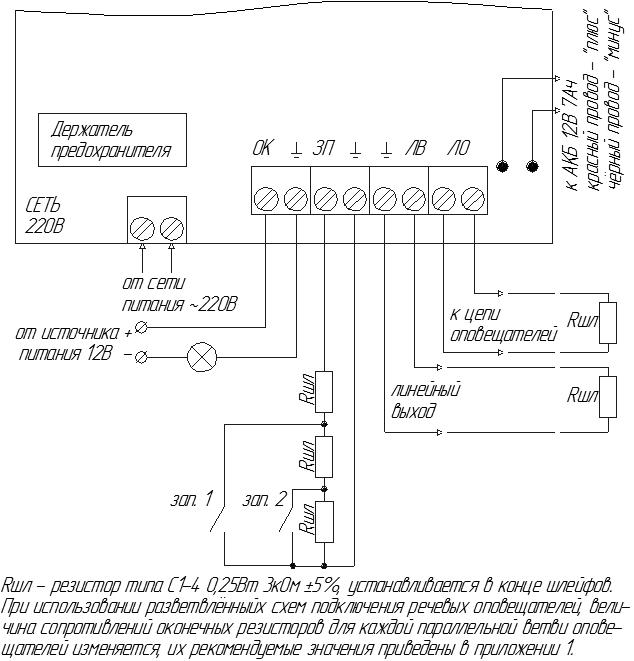 Держатель
предохранителя
СЕТЬ
220В
ОК ⊥ ЗП ⊥ ⊥ ЛВ ЛО
к АКБ 12В 7Ач
красный провод – "плюс"
чёрный провод – "минус"
от сети
питания ~220В
от источника +
питания 12В –
к цепи
оповещателей
Rшл
линейный
выход
Rшл
Rшл
Rшл
Rшл
зап. 1
зап. 2
Rшл – резистор типа С1-4 0,25Вт 3кОм ±5%, устанавливается в конце шлейфов.
При использовании разветвлённых схем подключения речевых оповещателей, вели-
чина сопротивлений оконечных резисторов для каждой параллельной ветви опове-
щателей изменяется, их рекомендуемые значения приведены в приложении 1.